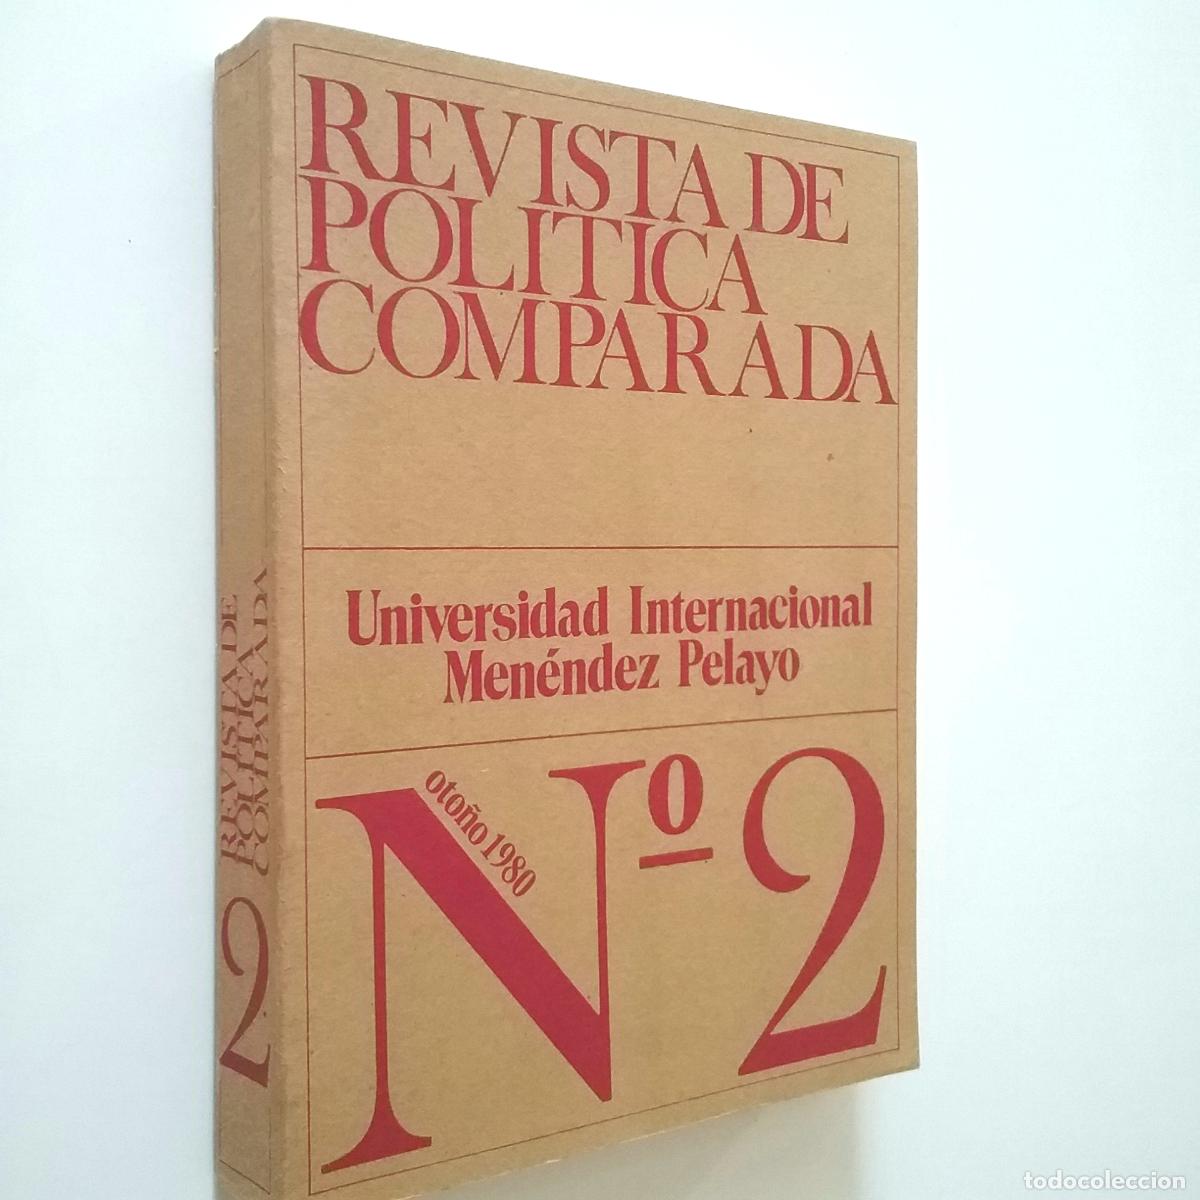 REVISTA DE
POLITICA
COMPARADA
Universidad Internacional
Menéndez Pelayo
otoño 1980
Nº 2
REVISTA DE
POLITICA
COMPARADA
2
todocoleccion